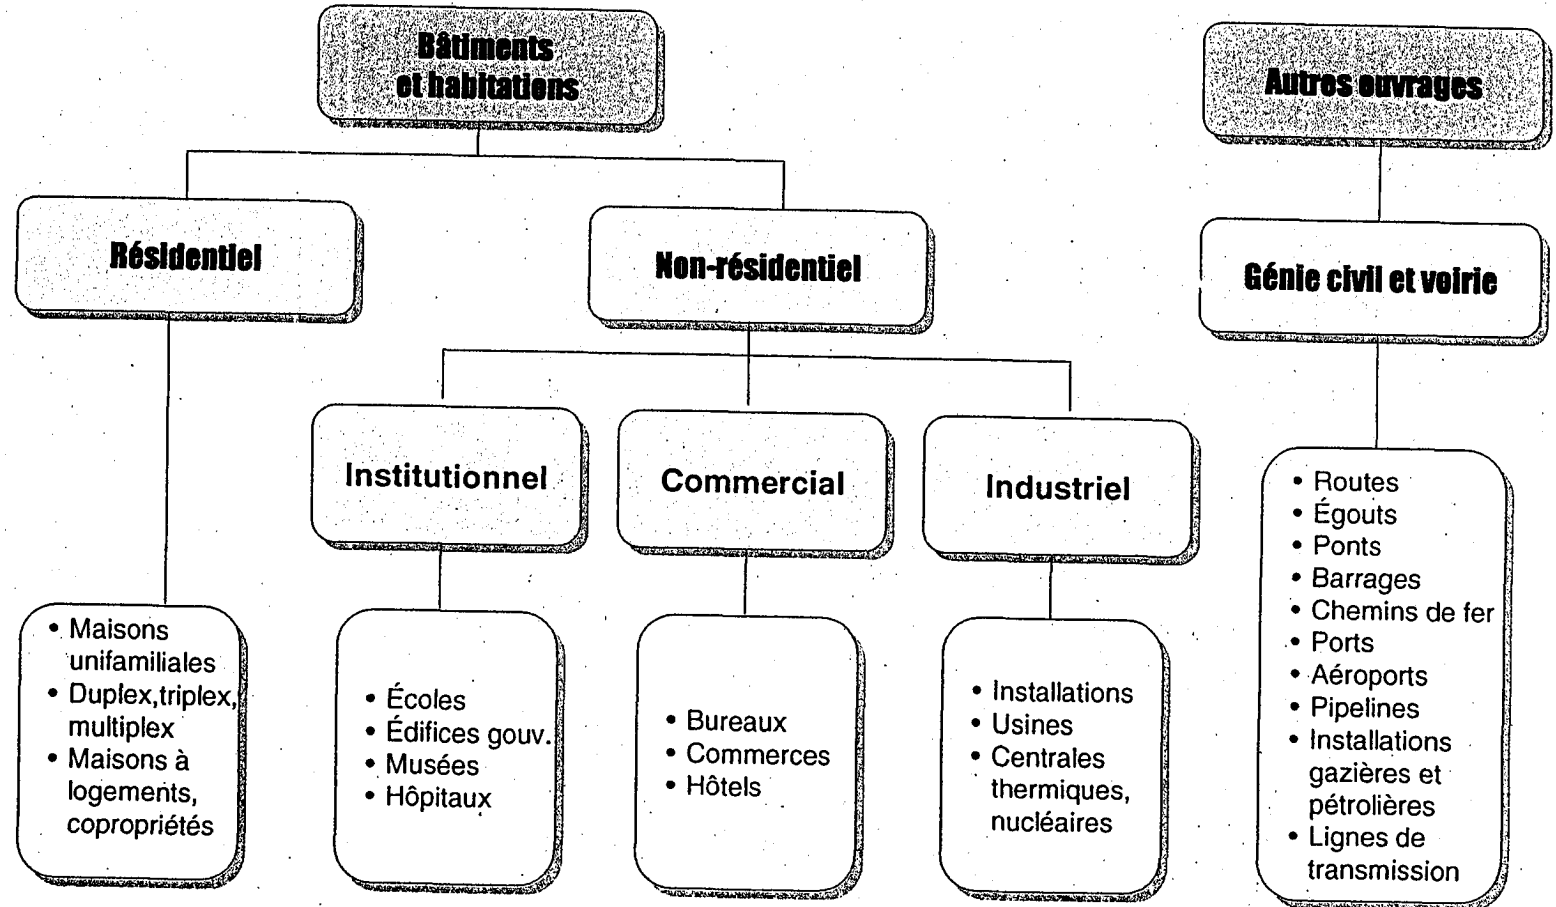 Bâtiments
et habitations
Autres ouvrages
Résidentiel
Non-résidentiel
Génie civil et voirie
Institutionnel
Commercial
Industriel
• Maisons
unifamiliales
• Duplex,triplex,
multiplex
• Maisons à
logements,
copropriétés
• Écoles
• Édifices gouv.
• Musées
• Hôpitaux
• Bureaux
• Commerces
• Hôtels
• Installations
• Usines
• Centrales
thermiques,
nucléaires
• Routes
• Égouts
• Ponts
• Barrages
• Chemins de fer
• Ports
• Aéroports
• Pipelines
• Installations
gazières et
pétrolières
• Lignes de
transmission